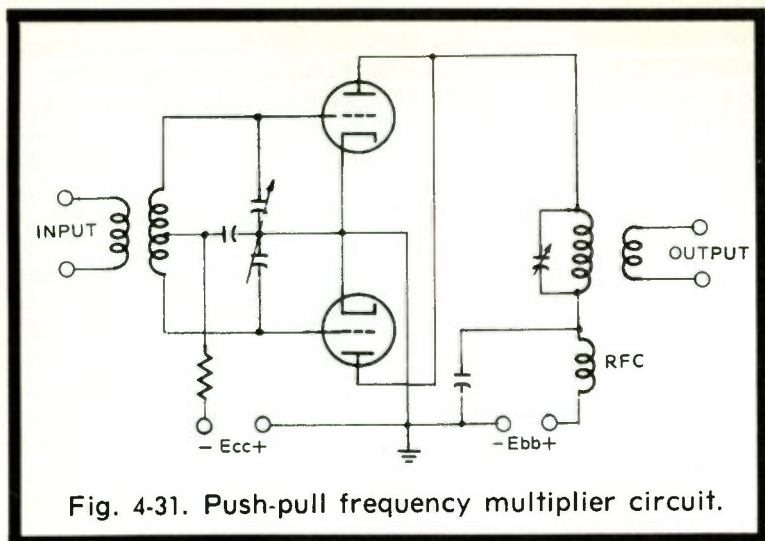 INPUT
OUTPUT
RFC
- Ecc+
-Ebb+
Fig. 4-31. Push-pull frequency multiplier circuit.